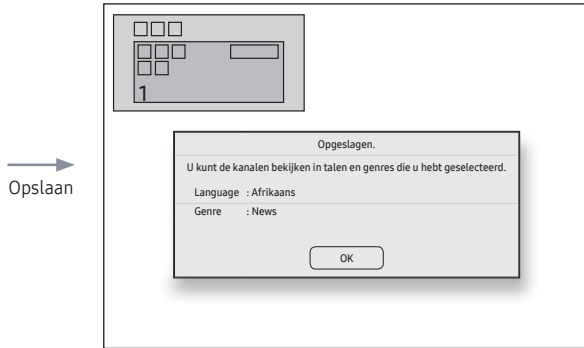 □□□
□□□
□□
1
Opslaan
Opgeslagen.
U kunt de kanalen bekijken in talen en genres die u hebt geselecteerd.
Language : Afrikaans
Genre : News
OK